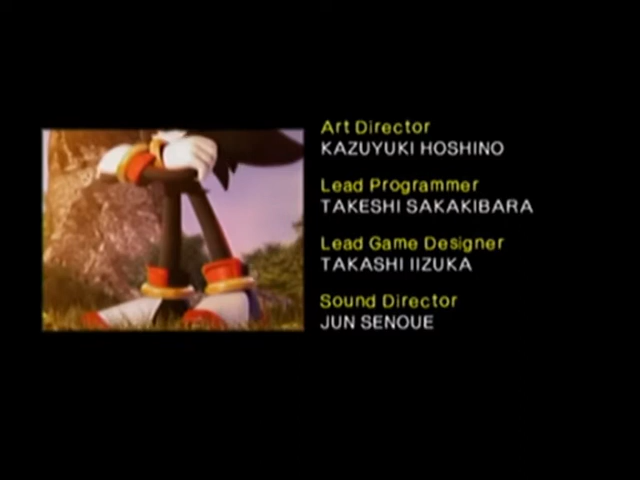 Art Director
KAZUYUKI HOSHINO
Lead Programmer
TAKESHI SAKAKIBARA
Lead Game Designer
TAKASHI IIZUKA
Sound Director
JUN SENOUE